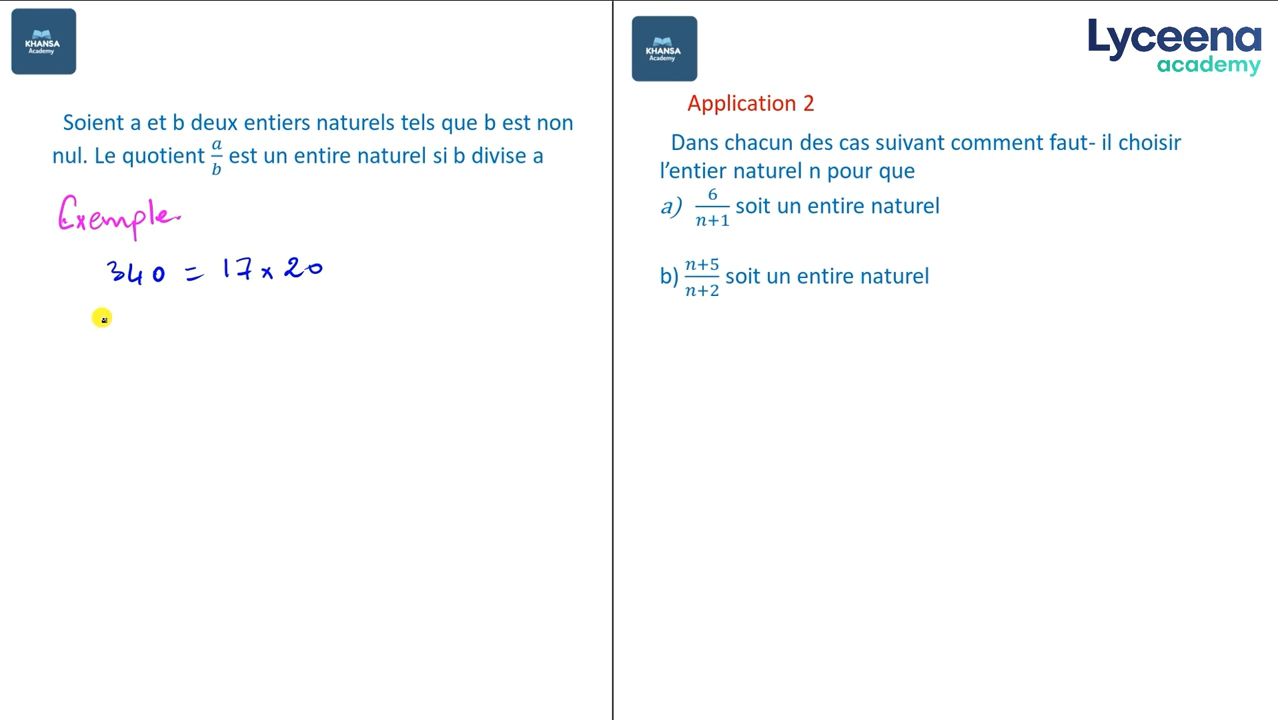 KHANSA
Academy
Soient a et b deux entiers naturels tels que b est non
nul. Le quotient a/b est un entire naturel si b divise a
Exemple.
340 = 17 × 20
KHANSA
Academy
Lyceena
academy
Application 2
Dans chacun des cas suivant comment faut- il choisir
l’entier naturel n pour que
a) 6/(n+1) soit un entire naturel
b) (n+5)/(n+2) soit un entire naturel